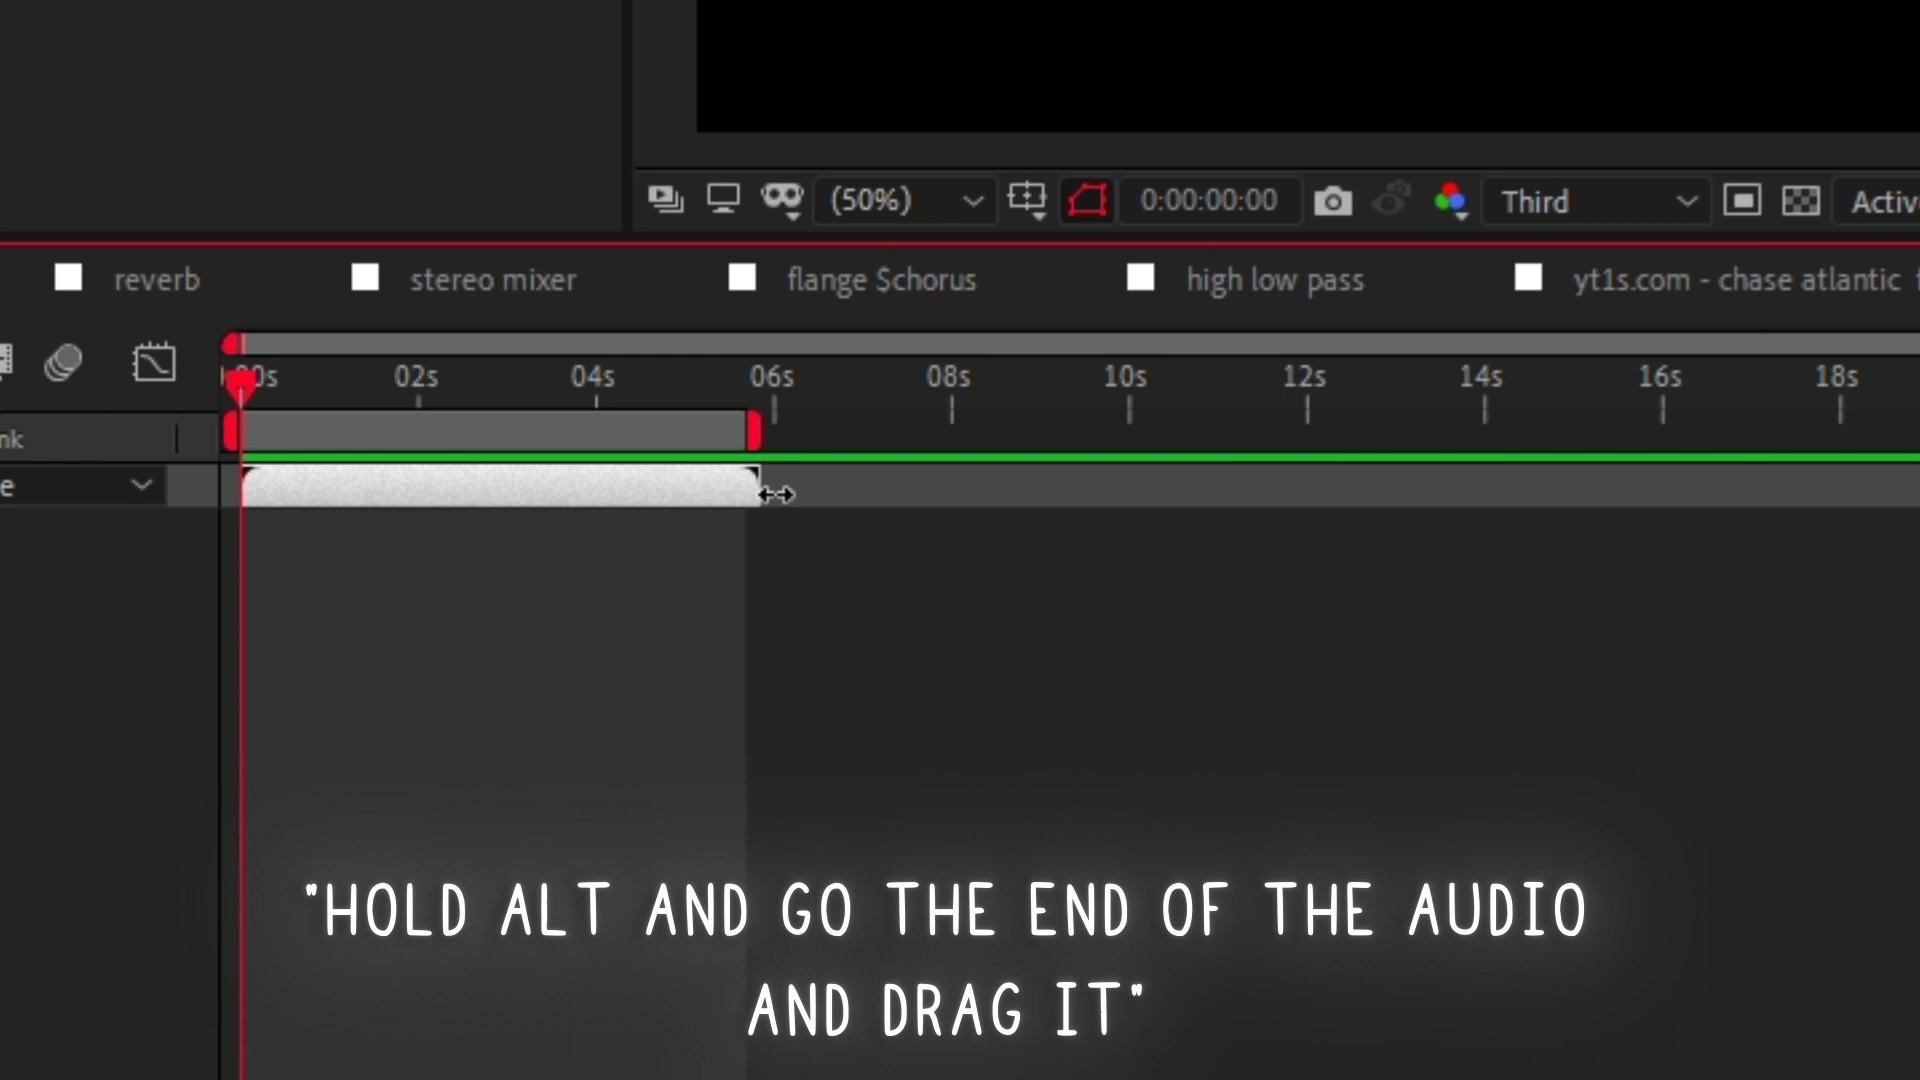 (50%) 0:00:00:00 Third
reverb stereo mixer flange $chorus high low pass yt1s.com - chase atlantic
02s 04s 06s 08s 10s 12s 14s 16s 18s
"HOLD ALT AND GO THE END OF THE AUDIO
AND DRAG IT"